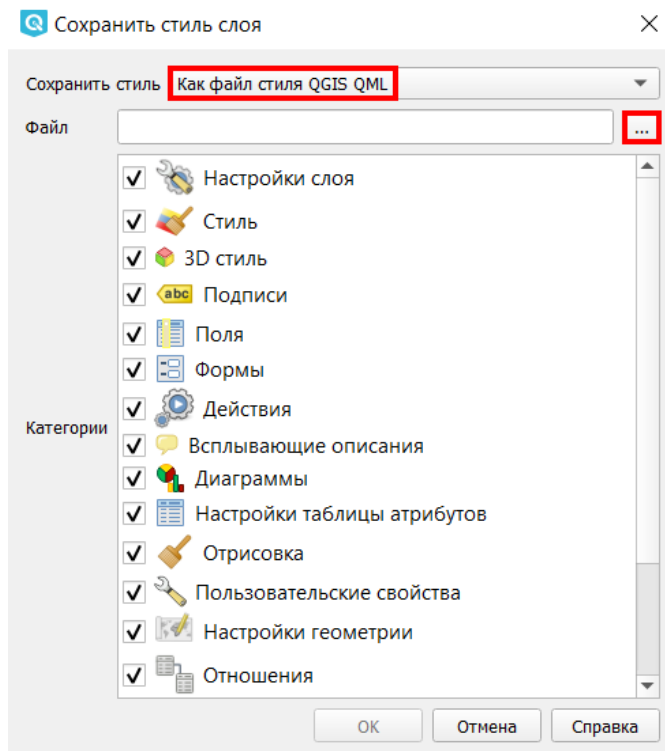 Сохранить стиль слоя
Сохранить стиль Как файл стиля QGIS QML
Файл ...
Настройки слоя
Стиль
3D стиль
abc Подписи
Поля
Формы
Действия
Категории
Всплывающие описания
Диаграммы
Настройки таблицы атрибутов
Отрисовка
Пользовательские свойства
Настройки геометрии
Отношения
OK Отмена Справка